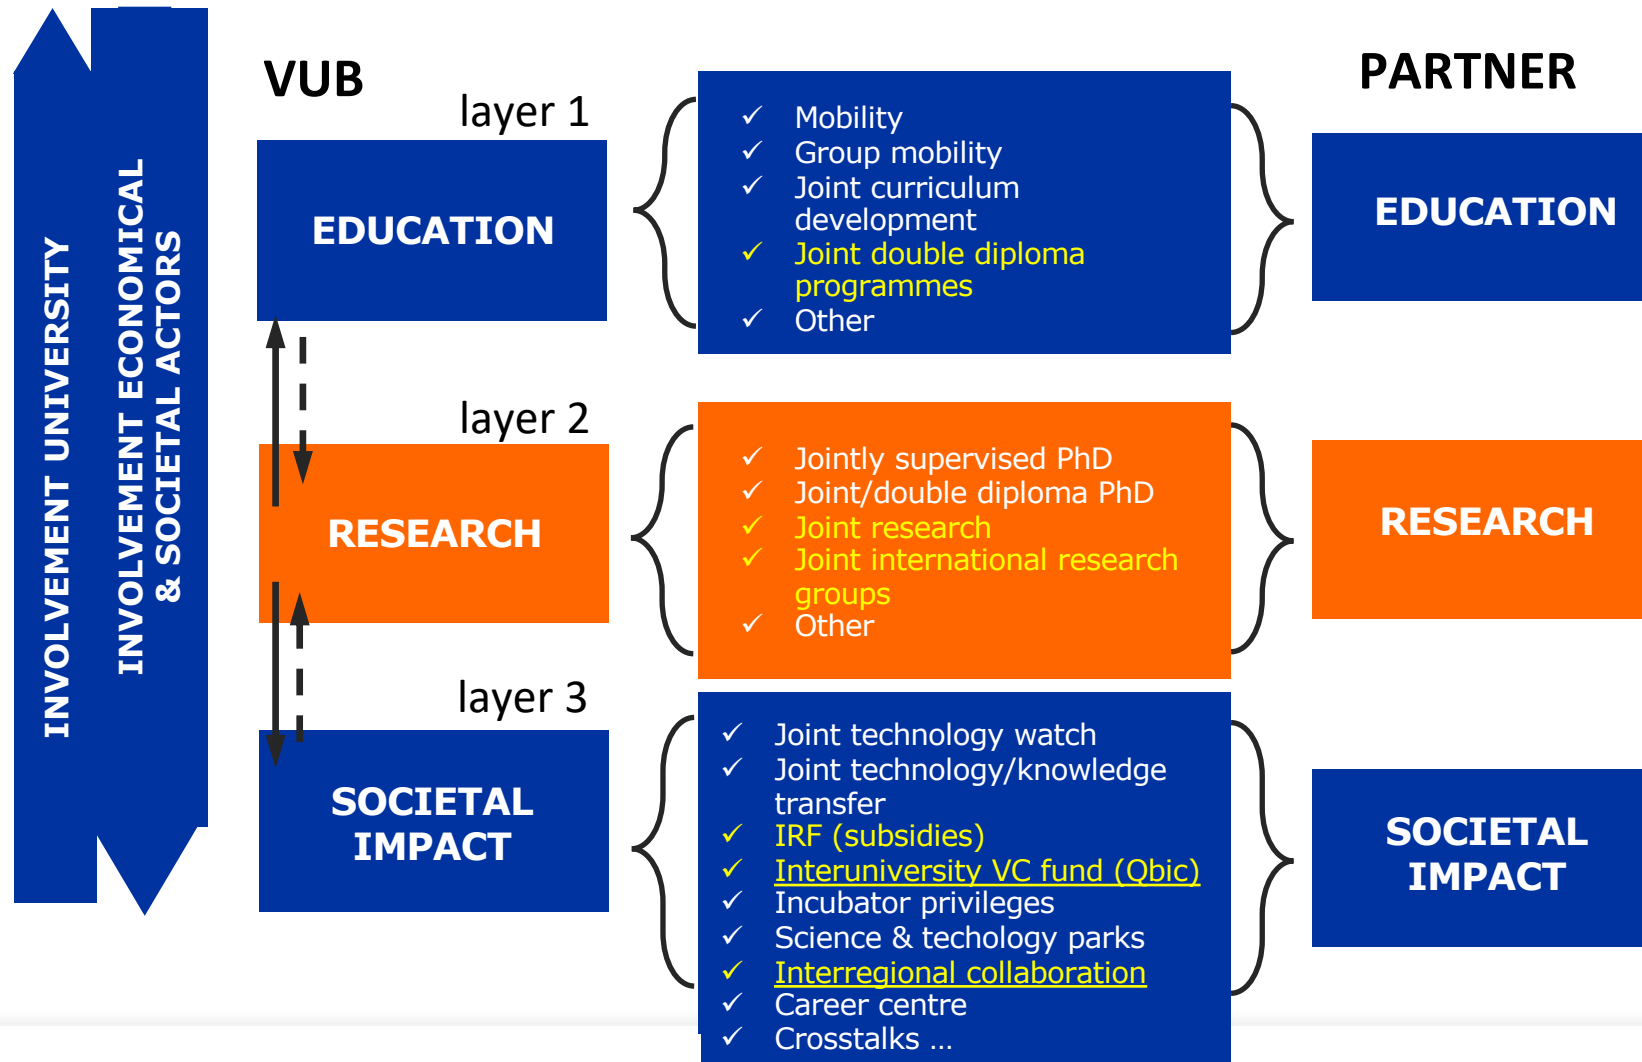 INVOLVEMENT UNIVERSITY
INVOLVEMENT ECONOMICAL
& SOCIETAL ACTORS
VUB
PARTNER
layer 1
EDUCATION
✓ Mobility
✓ Group mobility
✓ Joint curriculum
development
✓ Joint double diploma
programmes
✓ Other
EDUCATION
layer 2
RESEARCH
✓ Jointly supervised PhD
✓ Joint/double diploma PhD
✓ Joint research
✓ Joint international research
groups
✓ Other
RESEARCH
layer 3
SOCIETAL
IMPACT
✓ Joint technology watch
✓ Joint technology/knowledge
transfer
✓ IRF (subsidies)
✓ Interuniversity VC fund (Qbic)
✓ Incubator privileges
✓ Science & techology parks
✓ Interregional collaboration
✓ Career centre
✓ Crosstalks ...
SOCIETAL
IMPACT